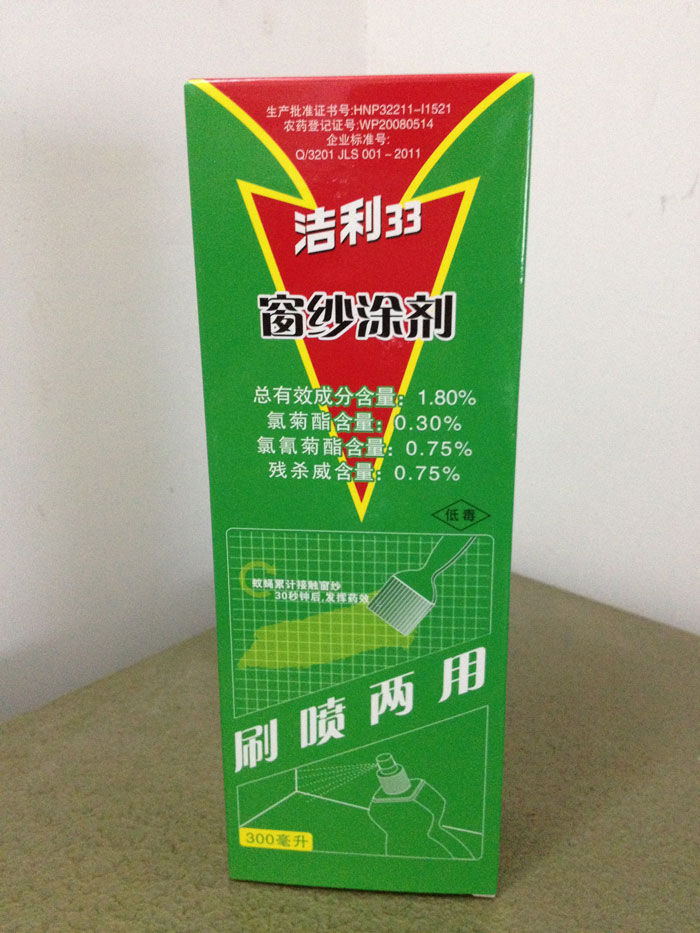 生产批准证书号:HNP32211-I1521
农药登记证号:WP20080514
企业标准号:
Q/3201 JLS 001－2011
洁利33
窗纱涂剂
总有效成分含量：1.80%
氯菊酯含量：0.30%
氯氰菊酯含量：0.75%
残杀威含量：0.75%
低毒
蚊蝇累计接触窗纱
30秒钟后,发挥药效
刷喷两用
300毫升